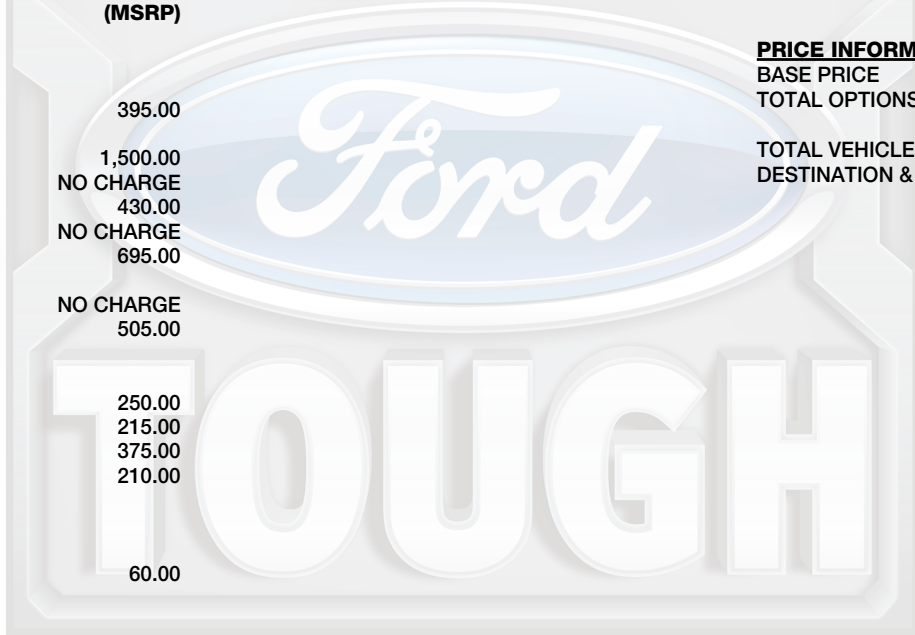 (MSRP)
395.00
1,500.00
NO CHARGE
430.00
NO CHARGE
695.00
NO CHARGE
505.00
250.00
215.00
375.00
210.00
60.00
PRICE INFORM
BASE PRICE
TOTAL OPTIONS
TOTAL VEHICLE
DESTINATION &
Ford
TOUGH